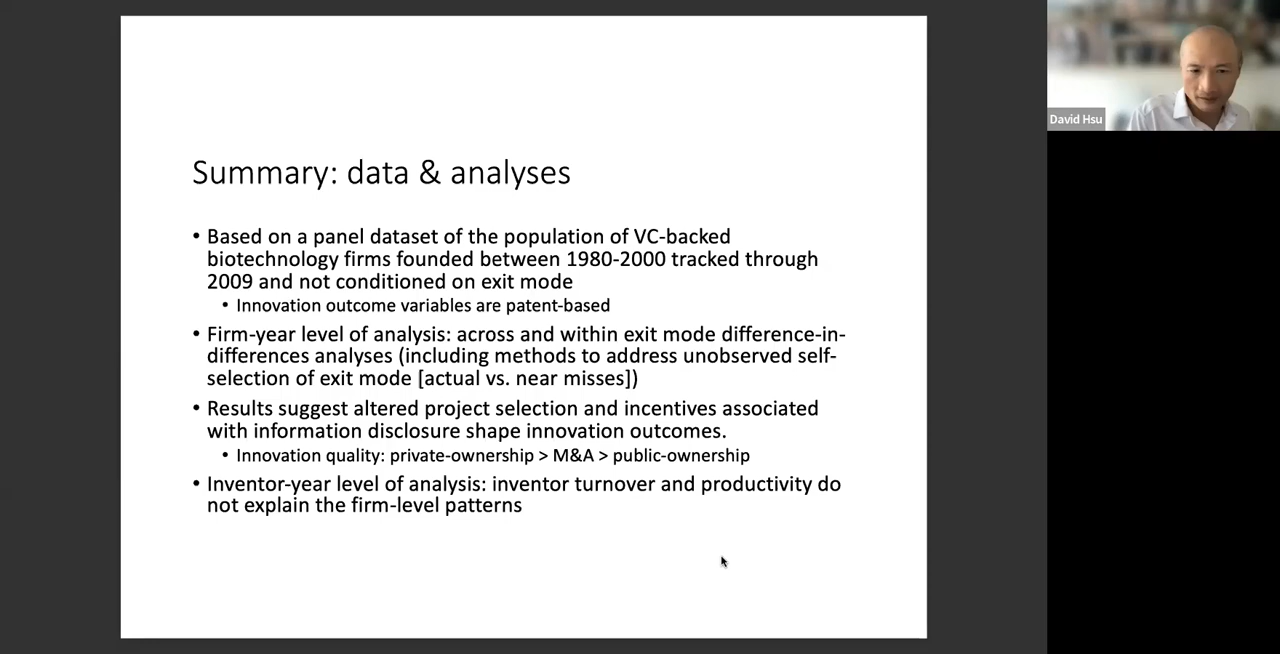 Summary: data & analyses
• Based on a panel dataset of the population of VC-backed
biotechnology firms founded between 1980-2000 tracked through
2009 and not conditioned on exit mode
• Innovation outcome variables are patent-based
• Firm-year level of analysis: across and within exit mode difference-in-
differences analyses (including methods to address unobserved self-
selection of exit mode [actual vs. near misses])
• Results suggest altered project selection and incentives associated
with information disclosure shape innovation outcomes.
• Innovation quality: private-ownership > M&A > public-ownership
• Inventor-year level of analysis: inventor turnover and productivity do
not explain the firm-level patterns
David Hsu